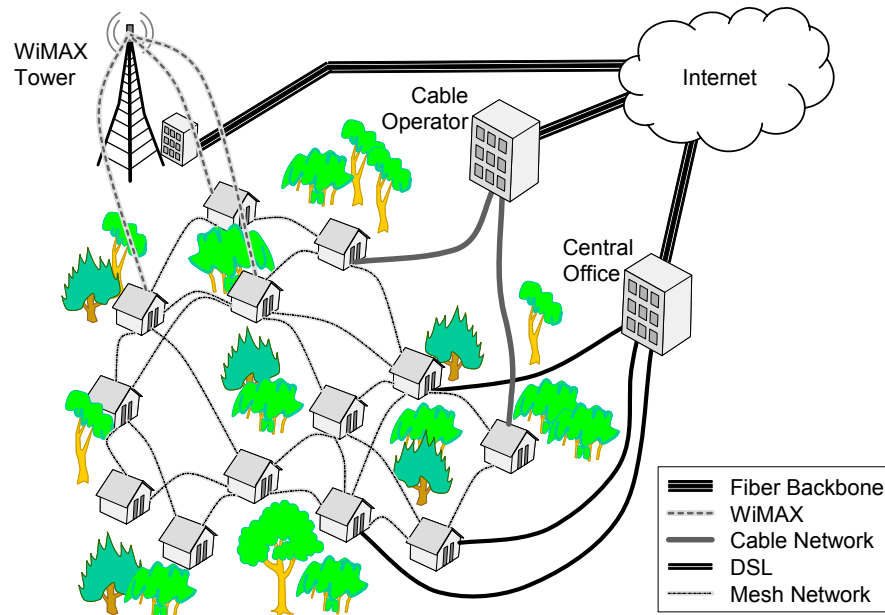 WiMAX
Tower
Cable
Operator
Internet
Central
Office
Fiber Backbone
WiMAX
Cable Network
DSL
Mesh Network